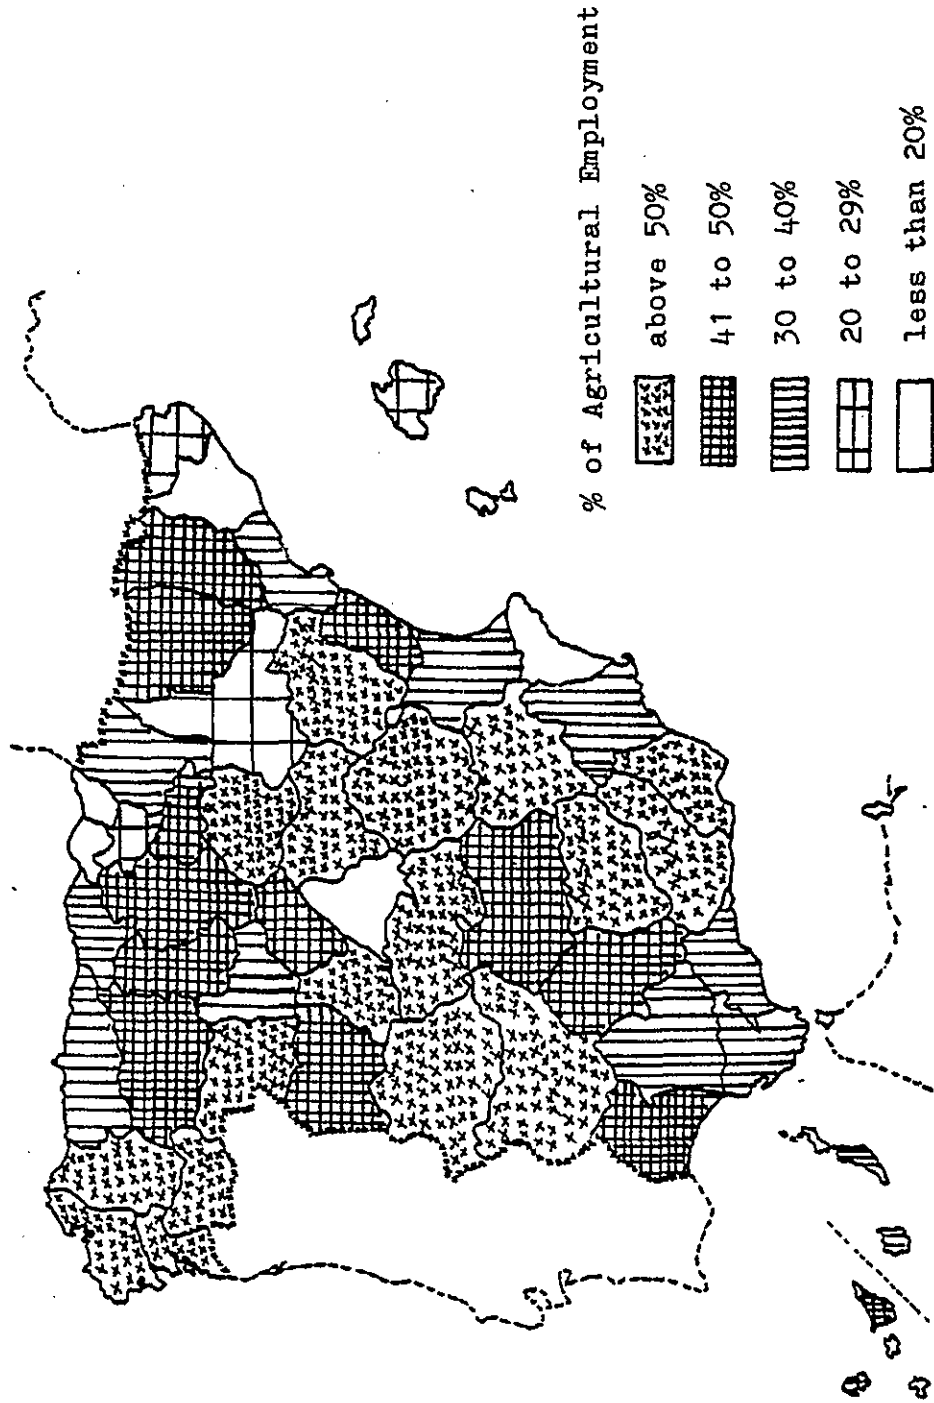 % of Agricultural Employment
above 50%
41 to 50%
30 to 40%
20 to 29%
less than 20%